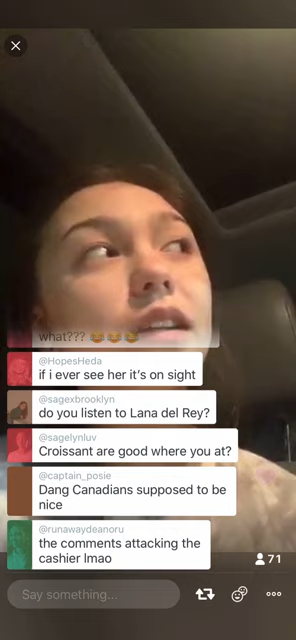 what??? 😂😂😂
@HopesHeda
if i ever see her it's on sight
@sagexbrooklyn
do you listen to Lana del Rey?
@sagelynluv
Croissant are good where you at?
@captain_posie
Dang Canadians supposed to be
nice
@runawaydeanoru
the comments attacking the
cashier lmao
71
Say something...